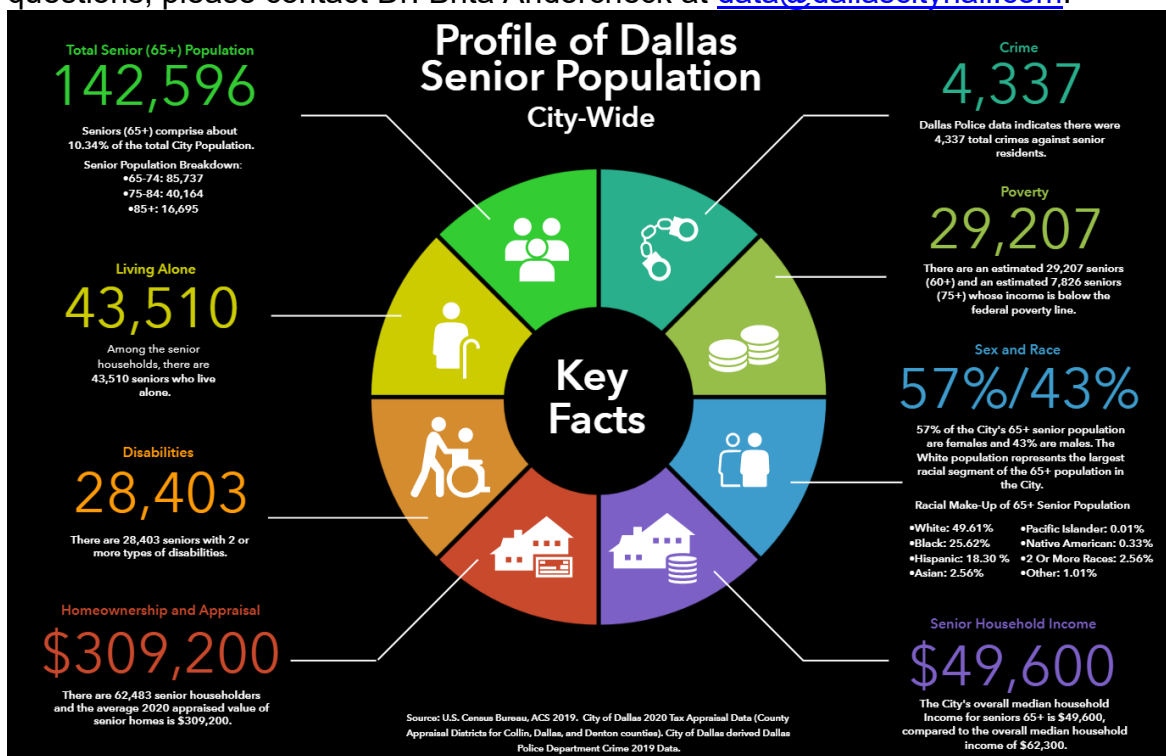 questions, please contact Dr. Brita Andercheck at data@dallascityhall.com.
Profile of Dallas
Senior Population
City-Wide
Total Senior (65+) Population
142,596
Seniors (65+) comprise about
10.34% of the total City Population.
Senior Population Breakdown:
•65-74: 85,737
•75-84: 40,164
•85+: 16,695
Living Alone
43,510
Among the senior
households, there are
43,510 seniors who live
alone.
Disabilities
28,403
There are 28,403 seniors with 2 or
more types of disabilities.
Homeownership and Appraisal
$309,200
There are 62,483 senior householders
and the average 2020 appraised value of
senior homes is $309,200.
Key
Facts
Crime
4,337
Dallas Police data indicates there were
4,337 total crimes against senior
residents.
Poverty
29,207
There are an estimated 29,207 seniors
(60+) and an estimated 7,826 seniors
(75+) whose income is below the
federal poverty line.
Sex and Race
57%/43%
57% of the City's 65+ senior population
are females and 43% are males. The
White population represents the largest
racial segment of the 65+ population in
the City.
Racial Make-Up of 65+ Senior Population
•White: 49.61%
•Black: 25.62%
•Hispanic: 18.30 %
•Asian: 2.56%
•Pacific Islander: 0.01%
•Native American: 0.33%
•2 Or More Races: 2.56%
•Other: 1.01%
Senior Household Income
$49,600
The City's overall median household
Income for seniors 65+ is $49,600,
compared to the overall median household
income of $62,300.
Source: U.S. Census Bureau, ACS 2019. City of Dallas 2020 Tax Appraisal Data (County
Appraisal Districts for Collin, Dallas, and Denton counties). City of Dallas derived Dallas
Police Department Crime 2019 Data.